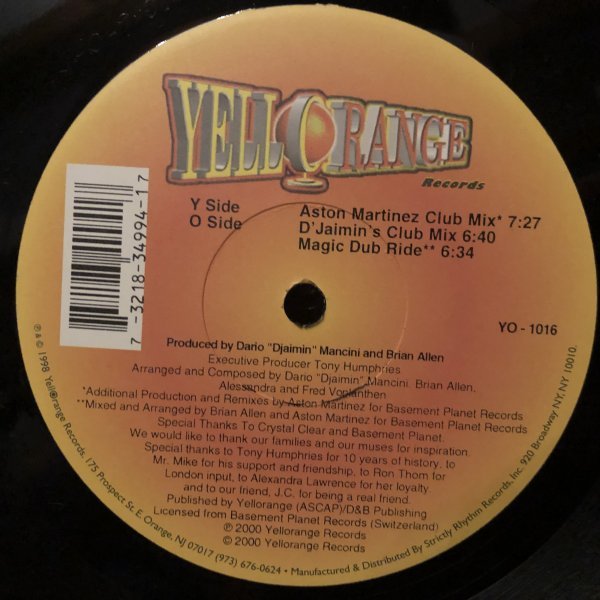 YELLORANGE
Records
Y Side Aston Martinez Club Mix* 7:27
O Side D'Jaimin's Club Mix 6:40
Magic Dub Ride** 6:34
7 -3218-34994-1 7
YO - 1016
Produced by Dario "Djaimin" Mancini and Brian Allen
Executive Producer Tony Humphries
Arranged and Composed by Dario "Djaimin" Mancini, Brian Allen,
Alessandra and Fred Vonlanthen
*Additional Production and Remixes by Aston Martinez for Basement Planet Records
**Mixed and Arranged by Brian Allen and Aston Martinez for Basement Planet Records
Special Thanks To Crystal Clear and Basement Planet.
We would like to thank our families and our muses for inspiration.
Special thanks to Tony Humphries for 10 years of history, to
Mr. Mike for his support and friendship, to Ron Thom for
London input, to Alexandra Lawrence for her loyalty
and to our friend, J.C. for being a real friend.
Published by Yellorange (ASCAP)/D&B Publishing
Licensed from Basement Planet Records (Switzerland)
℗ 2000 Yellorange Records
© 2000 Yellorange Records
℗ & © 1998 Yell@range Records, 175 Prospect St, E. Orange, NJ 07017 (973) 676-0624 • Manufactured & Distributed By Strictly Rhythm Records, Inc. 920 Broadway, NY, NY 10010.